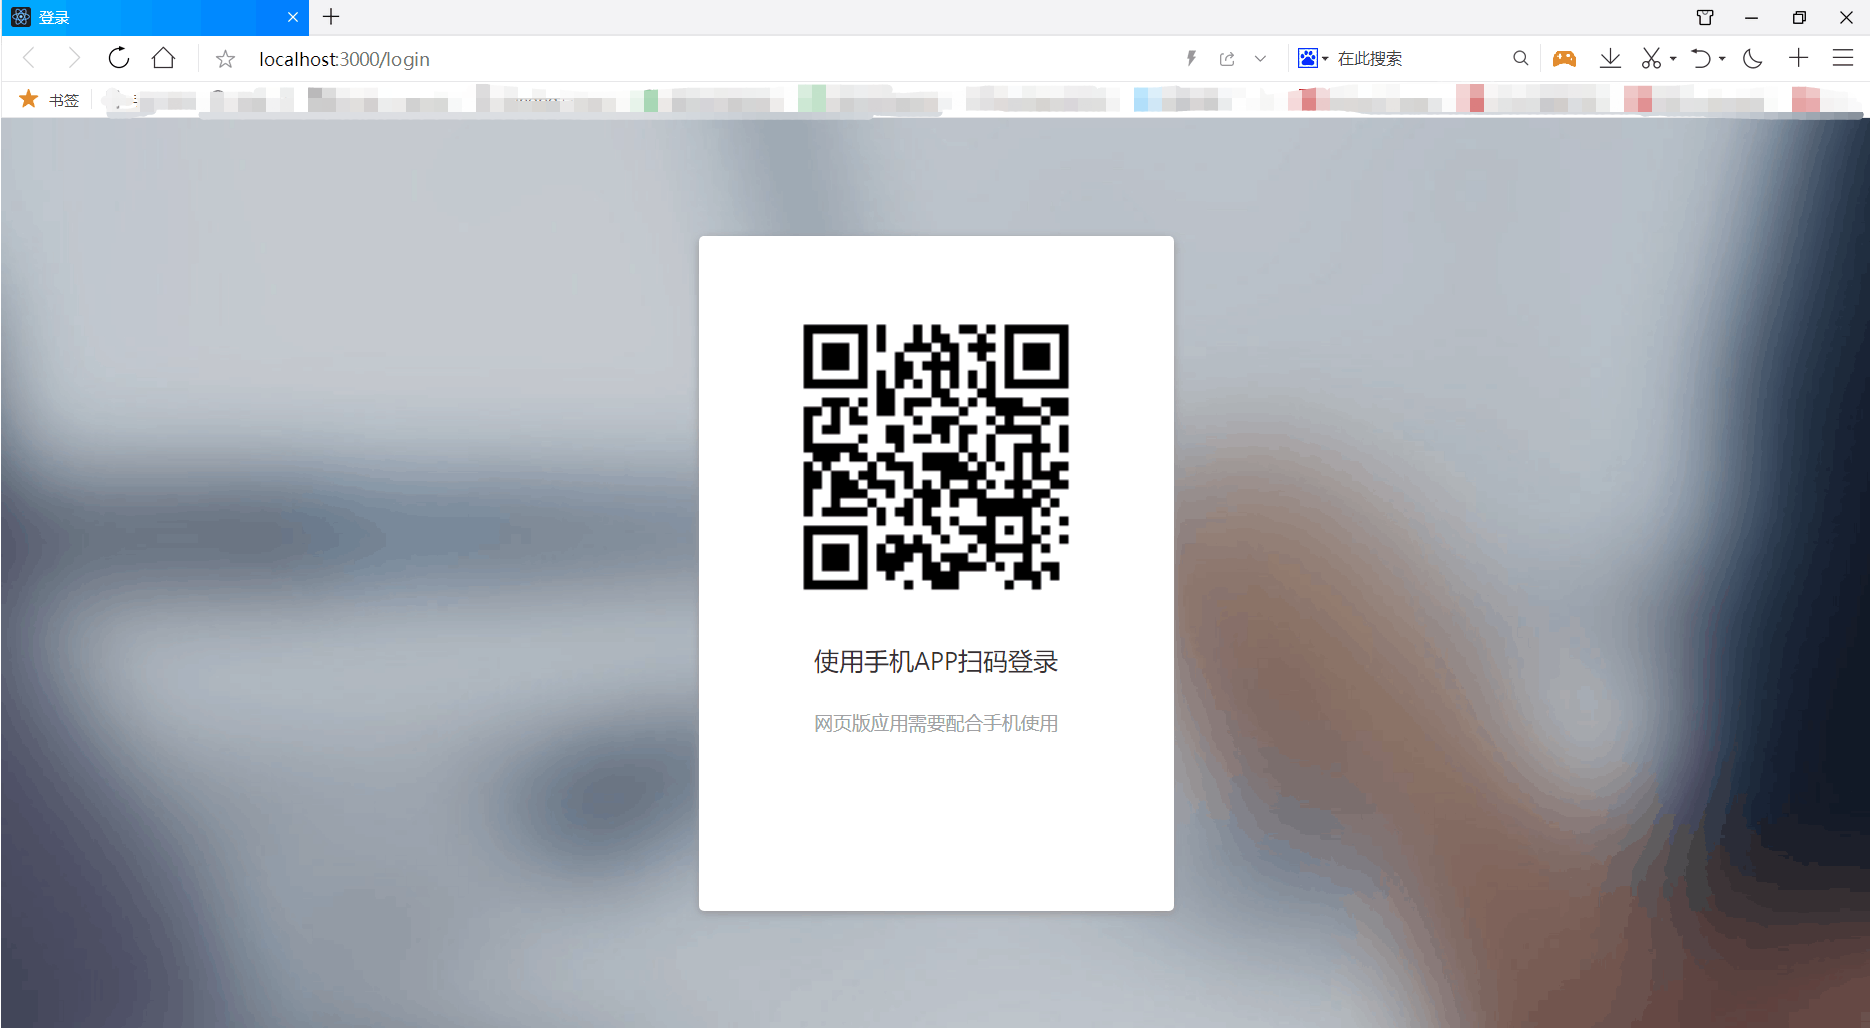 登录
localhost:3000/login
在此搜索
书签
使用手机APP扫码登录
网页版应用需要配合手机使用